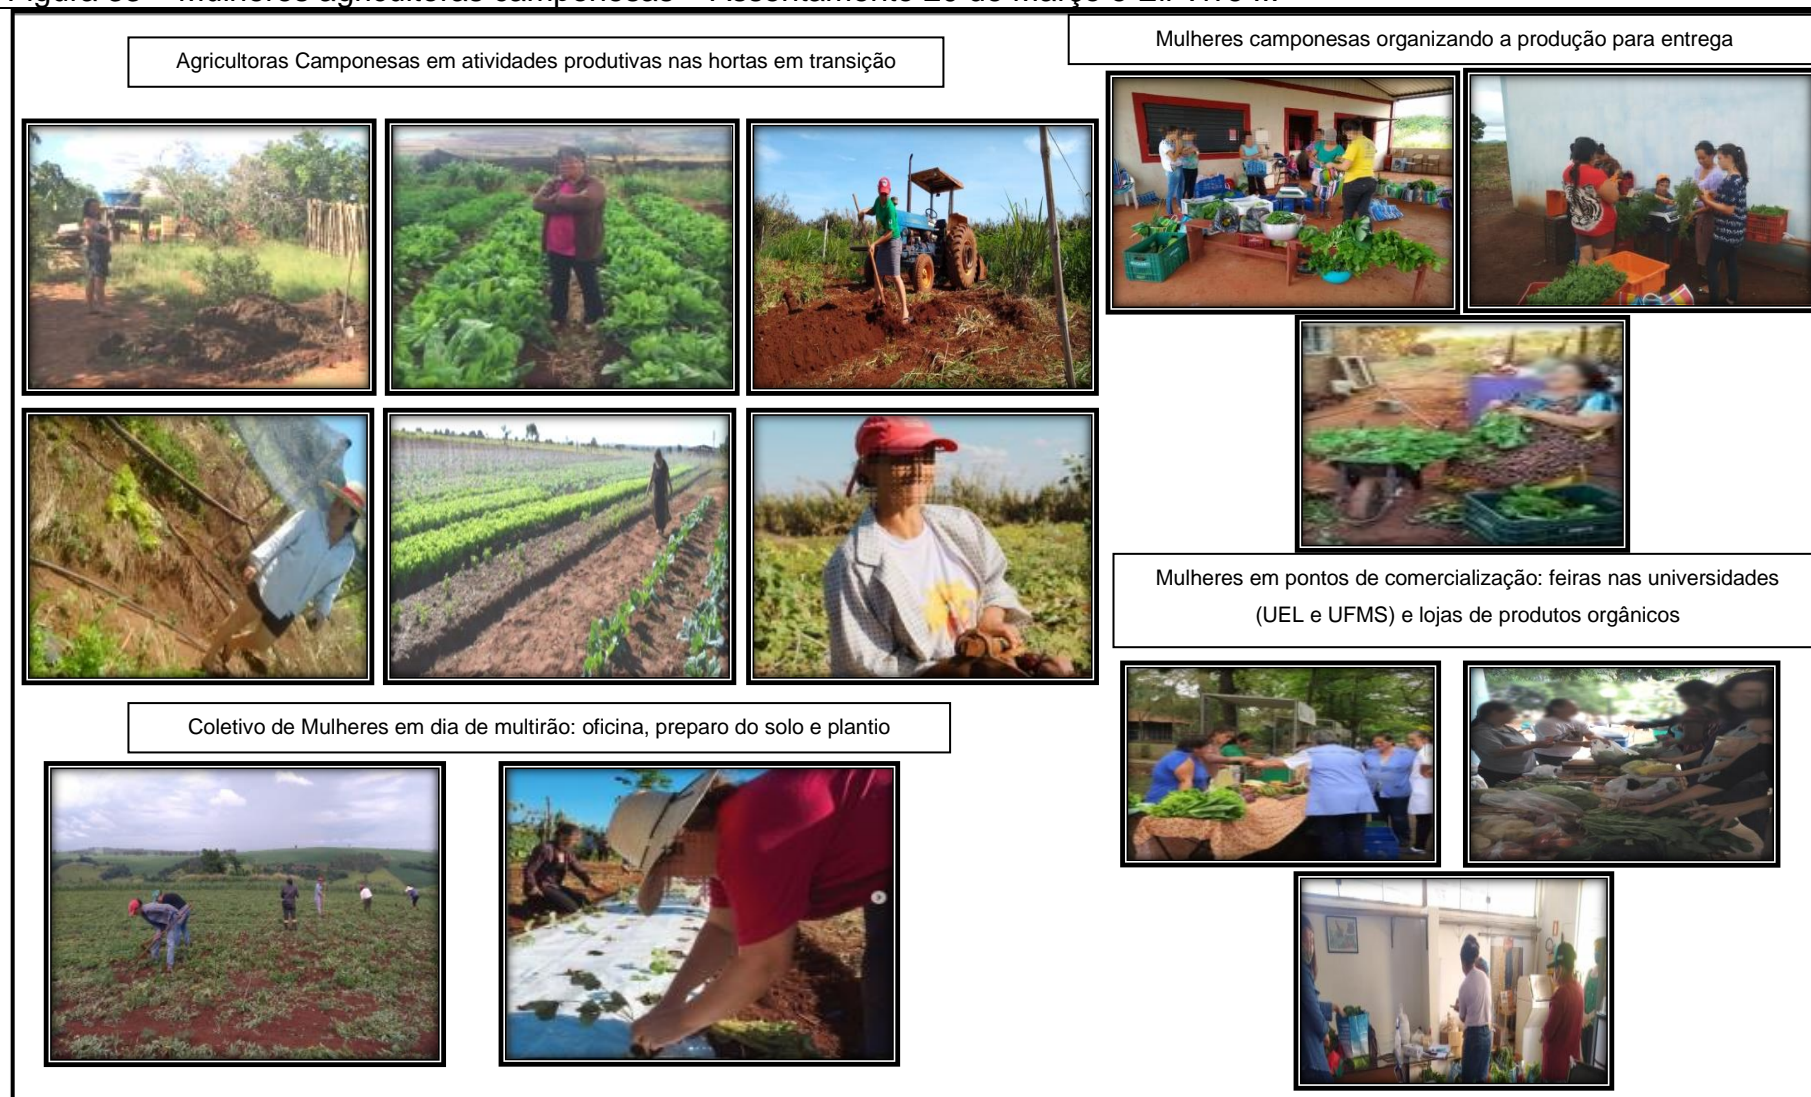 Agricultoras Camponesas em atividades produtivas nas hortas em transição
Mulheres camponesas organizando a produção para entrega
Mulheres em pontos de comercialização: feiras nas universidades
(UEL e UFMS) e lojas de produtos orgânicos
Coletivo de Mulheres em dia de multirão: oficina, preparo do solo e plantio